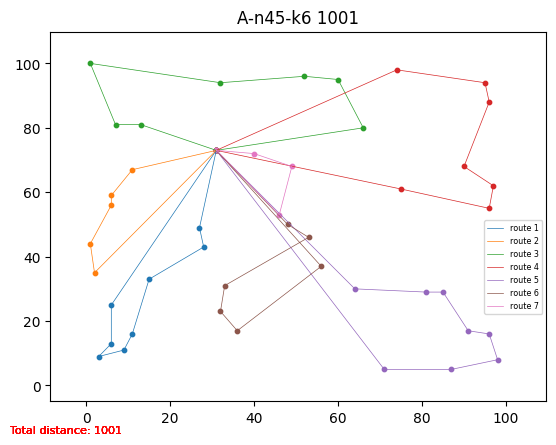 A-n45-k6 1001
100
80
60
40
20
0
0 20 40 60 80 100
route 1
route 2
route 3
route 4
route 5
route 6
route 7
Total distance: 1001